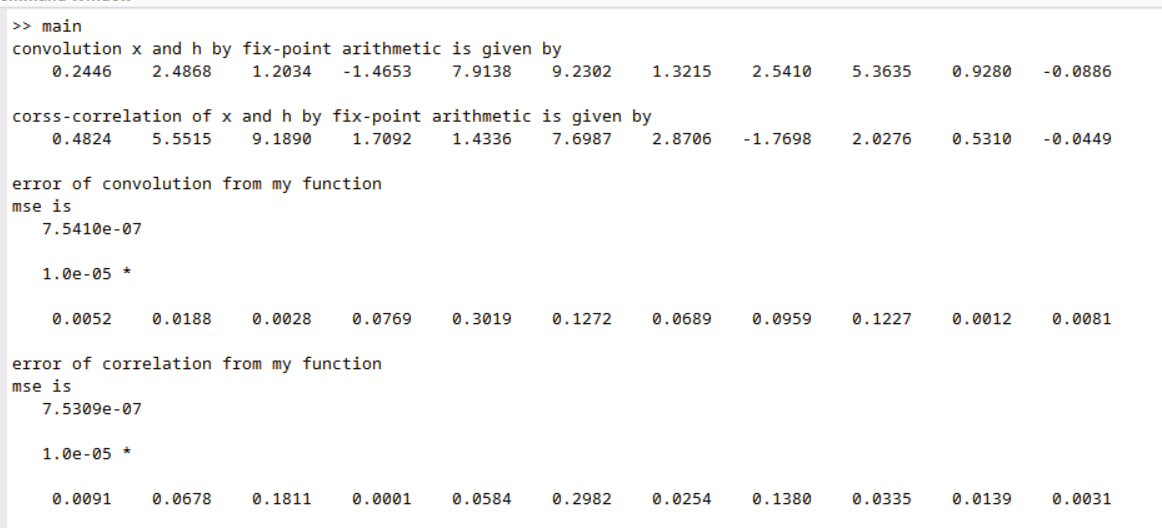 >> main
convolution x and h by fix-point arithmetic is given by
0.2446 2.4868 1.2034 -1.4653 7.9138 9.2302 1.3215 2.5410 5.3635 0.9280 -0.0886
corss-correlation of x and h by fix-point arithmetic is given by
0.4824 5.5515 9.1890 1.7092 1.4336 7.6987 2.8706 -1.7698 2.0276 0.5310 -0.0449
error of convolution from my function
mse is
7.5410e-07
1.0e-05 *
0.0052 0.0188 0.0028 0.0769 0.3019 0.1272 0.0689 0.0959 0.1227 0.0012 0.0081
error of correlation from my function
mse is
7.5309e-07
1.0e-05 *
0.0091 0.0678 0.1811 0.0001 0.0584 0.2982 0.0254 0.1380 0.0335 0.0139 0.0031